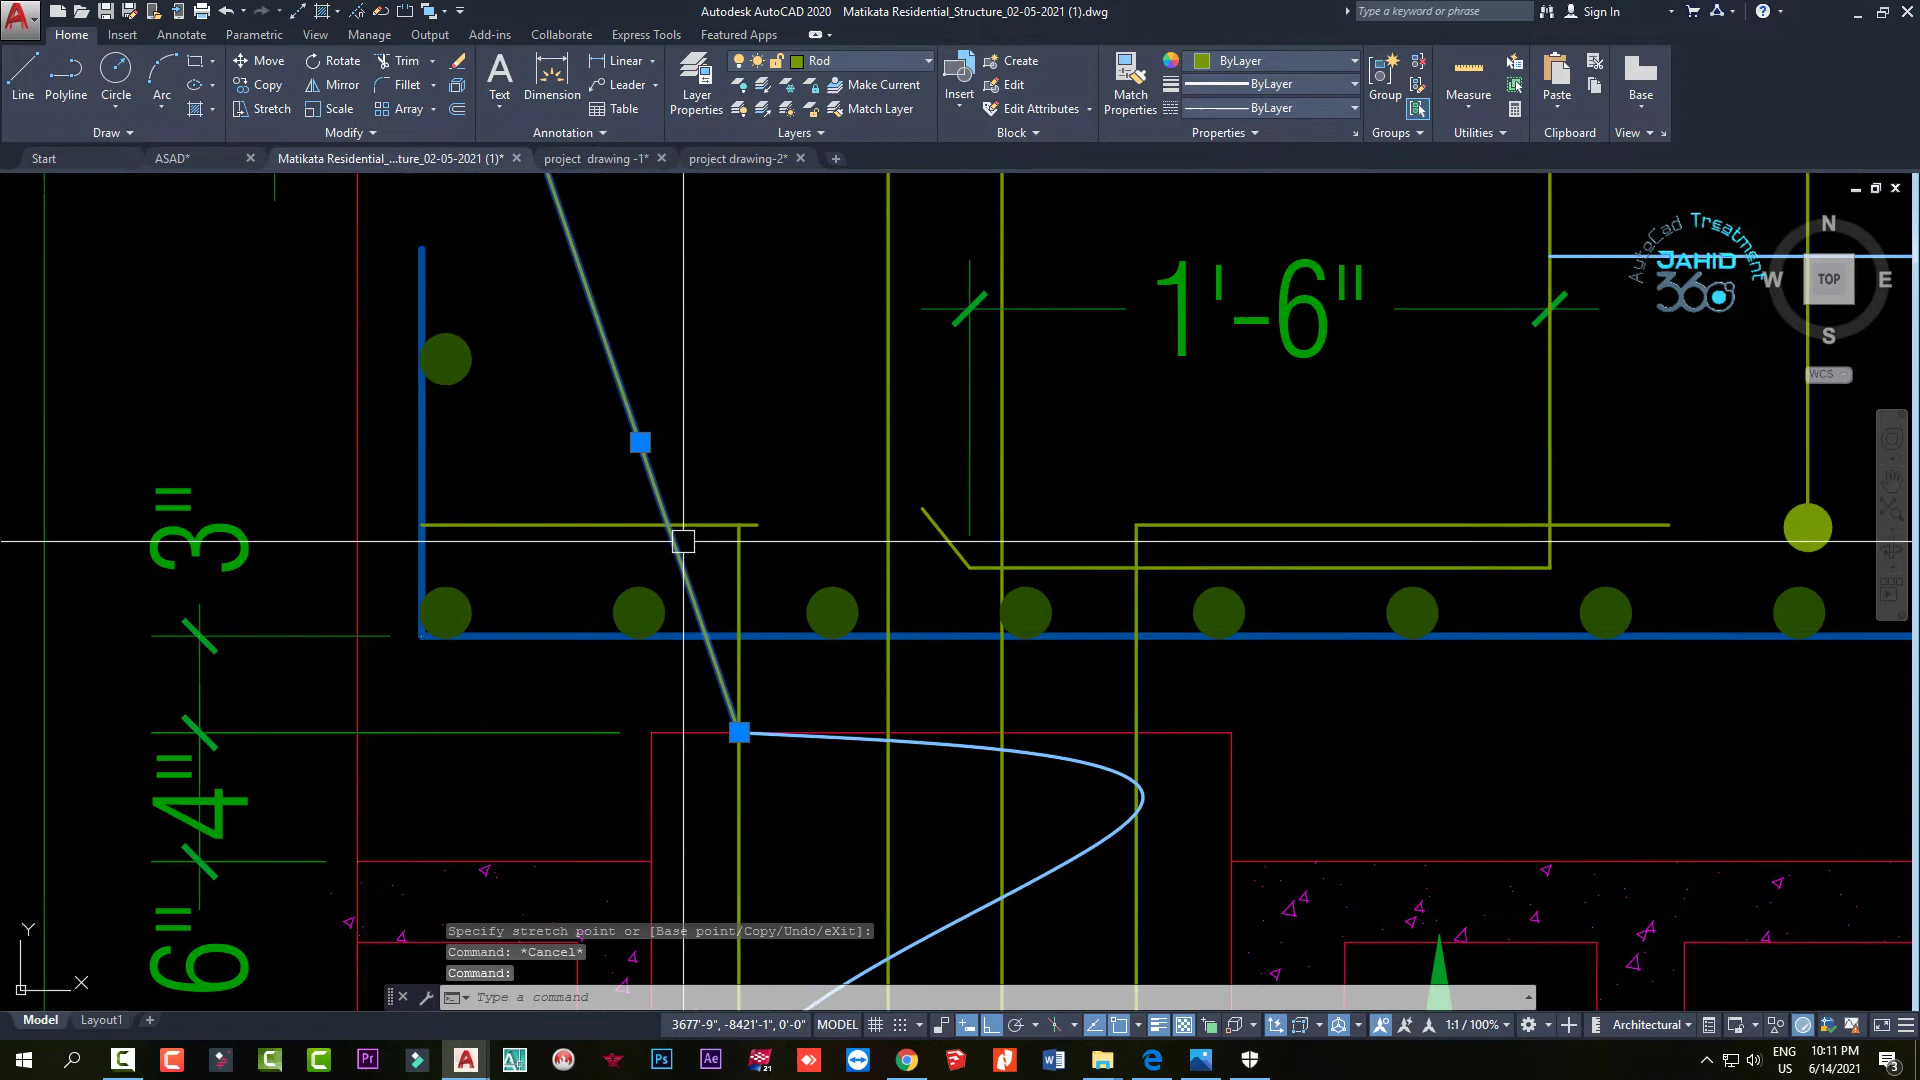 Autodesk AutoCAD 2020 Matikata Residential_Structure_02-05-2021 (1).dwg
Type a keyword or phrase
Sign In
Home Insert Annotate Parametric View Manage Output Add-ins Collaborate Express Tools Featured Apps
Line Polyline Circle Arc
Move Rotate Trim
Copy Mirror Fillet
Stretch Scale Array
Text Dimension
Linear
Leader
Table
Layer Properties
Rod
Make Current
Match Layer
Insert
Create
Edit
Edit Attributes
Match Properties
ByLayer
ByLayer
ByLayer
Group Measure Paste Base
Draw Modify Annotation Layers Block Properties Groups Utilities Clipboard View
Start ASAD* Matikata Residential_...ture_02-05-2021 (1)* project drawing -1* project drawing-2*
AutoCad Treatment
JAHID
360
N
W TOP E
S
WCS
1'-6"
3"
4"
6"
Y
X
Specify stretch point or [Base point/Copy/Undo/eXit]:
Command: *Cancel*
Command:
Type a command
Model Layout1
3677'-9", -8421'-1", 0'-0" MODEL 1:1 / 100% Architectural
ENG
US
10:11 PM
6/14/2021
3
21
Pr
Ps
Ae